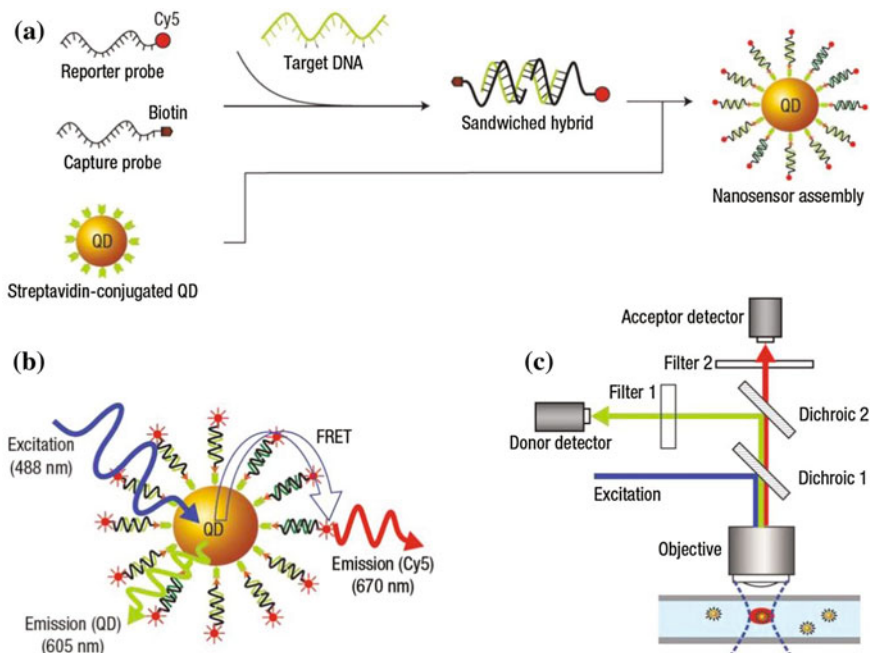 (a)
Cy5
Reporter probe
Target DNA
Biotin
Capture probe
Sandwiched hybrid
QD
Nanosensor assembly
QD
Streptavidin-conjugated QD
(b)
Excitation
(488 nm)
FRET
QD
Emission (Cy5)
(670 nm)
Emission (QD)
(605 nm)
(c)
Acceptor detector
Filter 2
Filter 1
Dichroic 2
Donor detector
Dichroic 1
Excitation
Objective